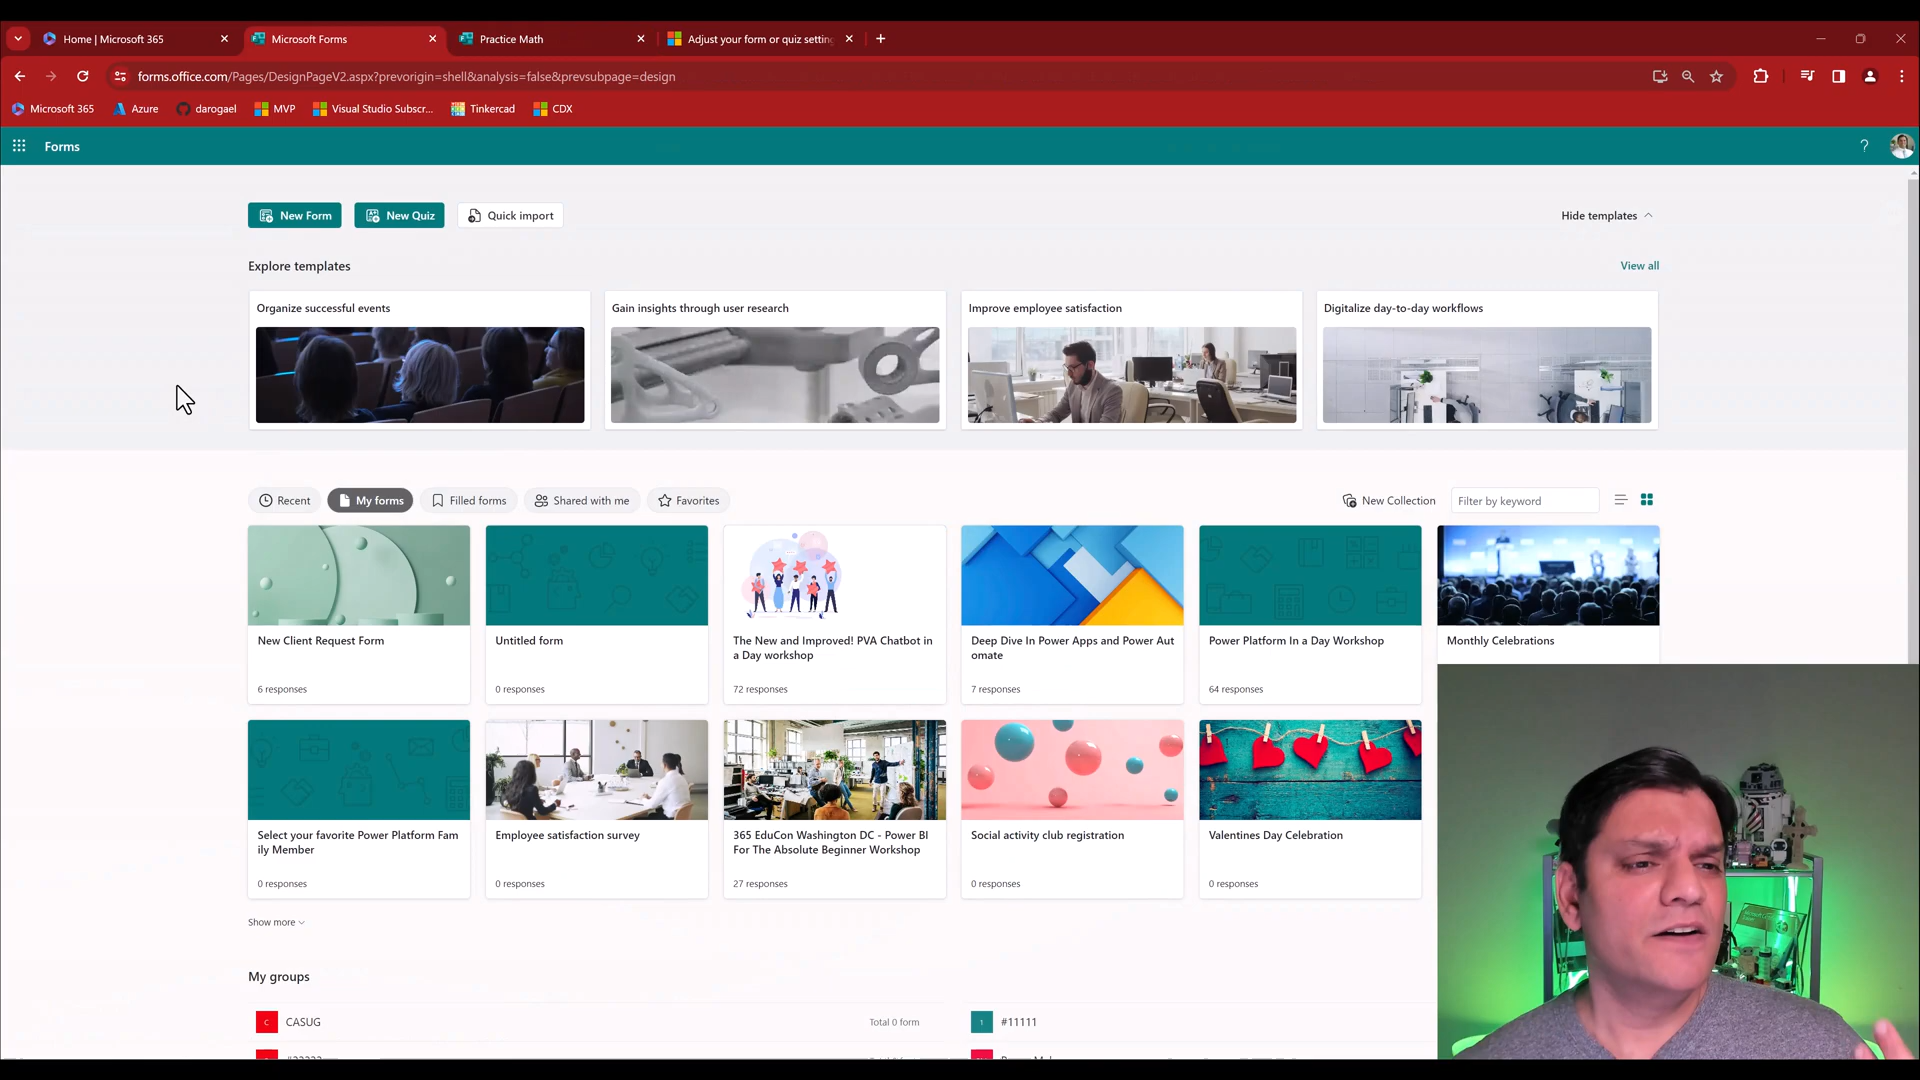 Home | Microsoft 365
Microsoft Forms
Practice Math
Adjust your form or quiz setting
forms.office.com/Pages/DesignPageV2.aspx?prevorigin=shell&analysis=false&prevsubpage=design
Microsoft 365
Azure
darogael
MVP
Visual Studio Subscr...
Tinkercad
CDX
Forms
?
New Form
New Quiz
Quick import
Hide templates
Explore templates
View all
Organize successful events
Gain insights through user research
Improve employee satisfaction
Digitalize day-to-day workflows
Recent
My forms
Filled forms
Shared with me
Favorites
New Collection
Filter by keyword
New Client Request Form
6 responses
Untitled form
0 responses
The New and Improved! PVA Chatbot in
a Day workshop
72 responses
Deep Dive In Power Apps and Power Aut
omate
7 responses
Power Platform In a Day Workshop
64 responses
Monthly Celebrations
Select your favorite Power Platform Fam
ily Member
0 responses
Employee satisfaction survey
0 responses
365 EduCon Washington DC - Power BI
For The Absolute Beginner Workshop
27 responses
Social activity club registration
0 responses
Valentines Day Celebration
0 responses
Show more
My groups
C
CASUG
Total 0 form
1
#11111